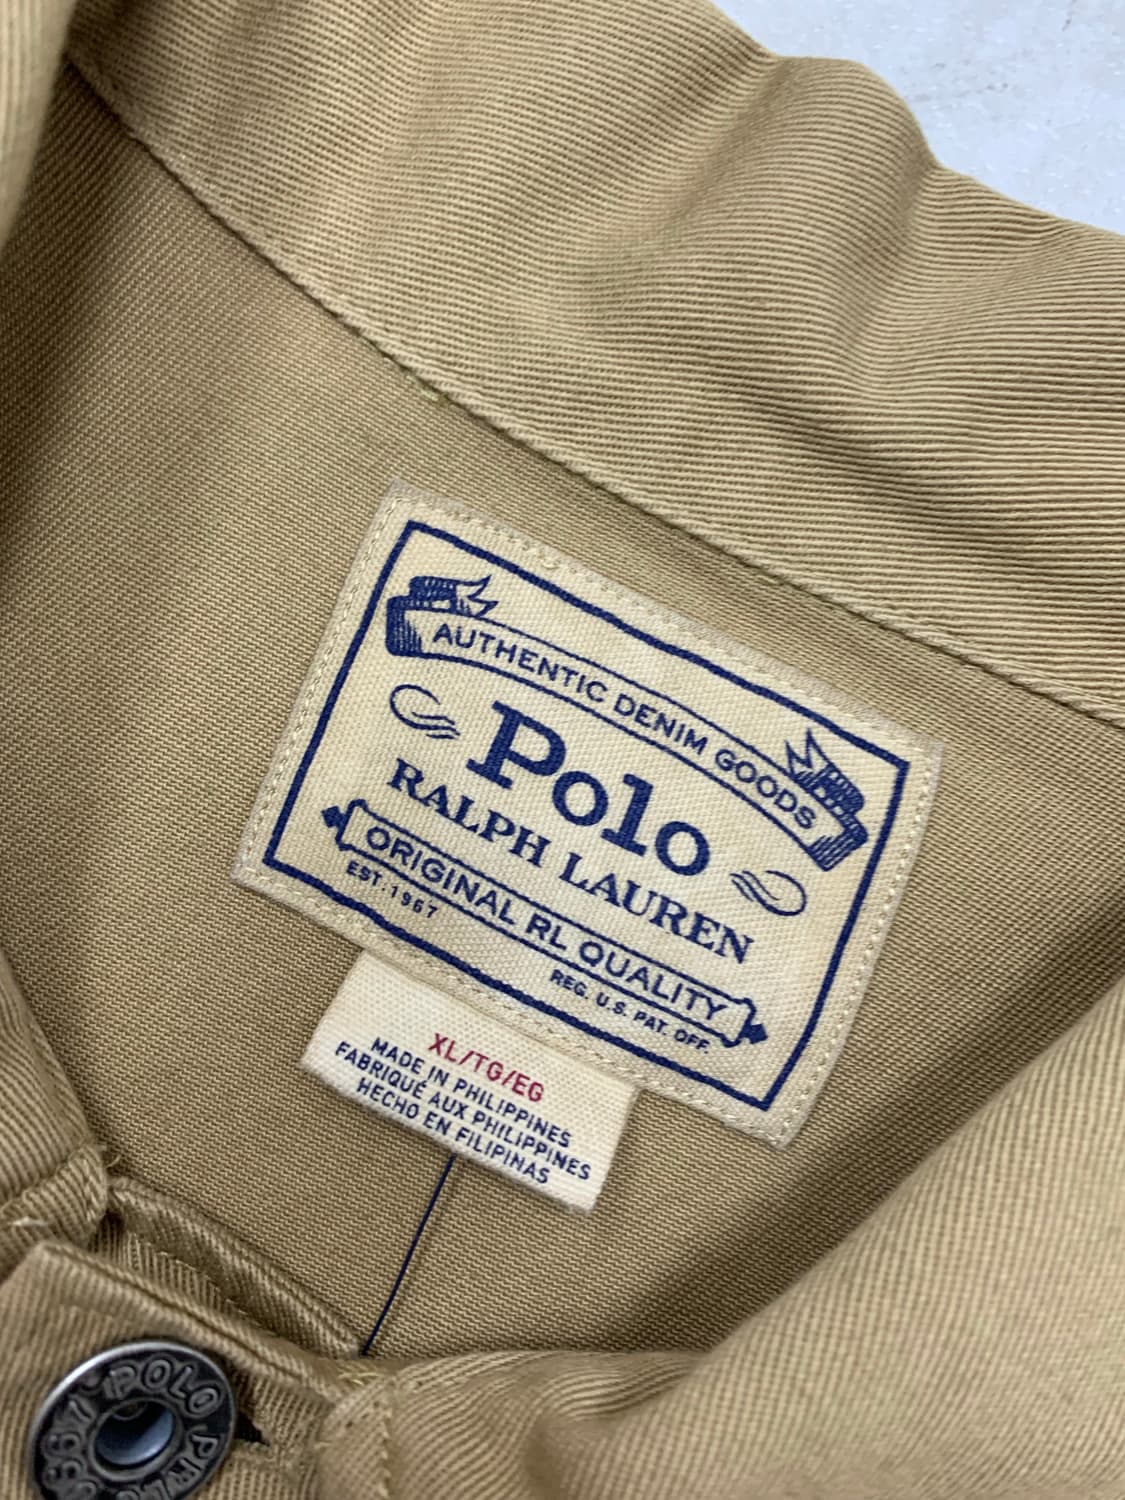 AUTHENTIC DENIM GOODS
Polo
RALPH LAUREN
ORIGINAL RL QUALITY
EST. 1967
REG. U.S. PAT. OFF.
XL/TG/EG
MADE IN PHILIPPINES
FABRIQUÉ AUX PHILIPPINES
HECHO EN FILIPINAS
POLO
1967